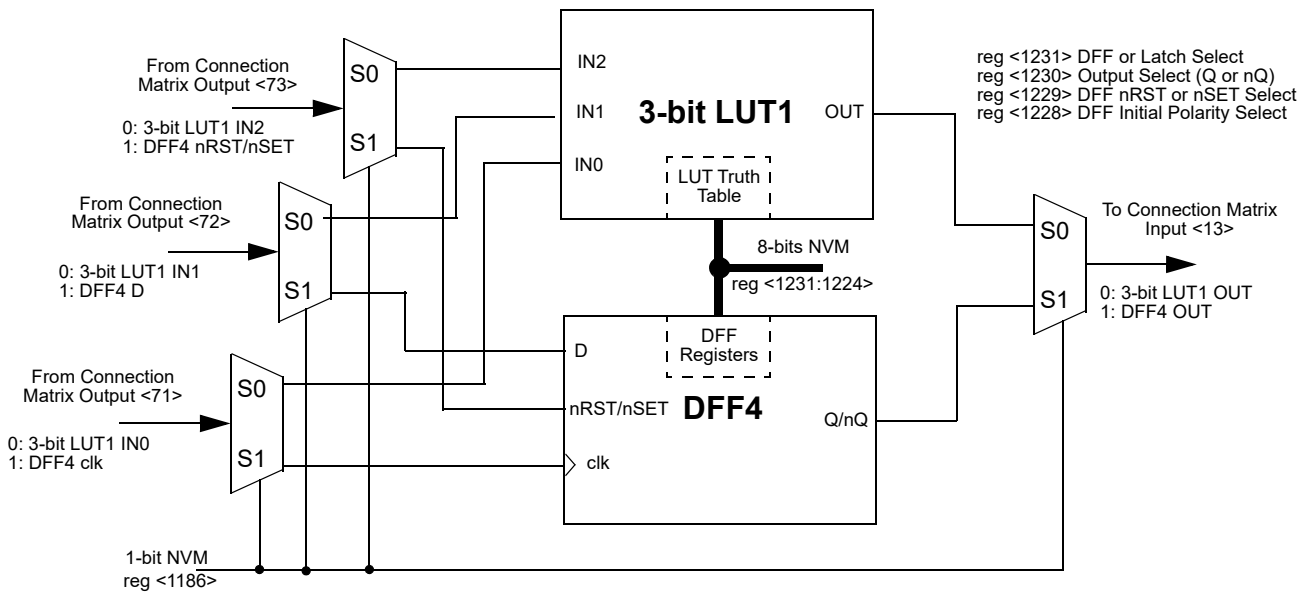 From Connection
Matrix Output <73>
0: 3-bit LUT1 IN2
1: DFF4 nRST/nSET
S0
S1
From Connection
Matrix Output <72>
0: 3-bit LUT1 IN1
1: DFF4 D
S0
S1
From Connection
Matrix Output <71>
0: 3-bit LUT1 IN0
1: DFF4 clk
S0
S1
1-bit NVM
reg <1186>
IN2
IN1
IN0
3-bit LUT1
OUT
LUT Truth
Table
8-bits NVM
reg <1231:1224>
DFF
Registers
D
nRST/nSET
clk
DFF4
Q/nQ
reg <1231> DFF or Latch Select
reg <1230> Output Select (Q or nQ)
reg <1229> DFF nRST or nSET Select
reg <1228> DFF Initial Polarity Select
S0
S1
To Connection Matrix
Input <13>
0: 3-bit LUT1 OUT
1: DFF4 OUT